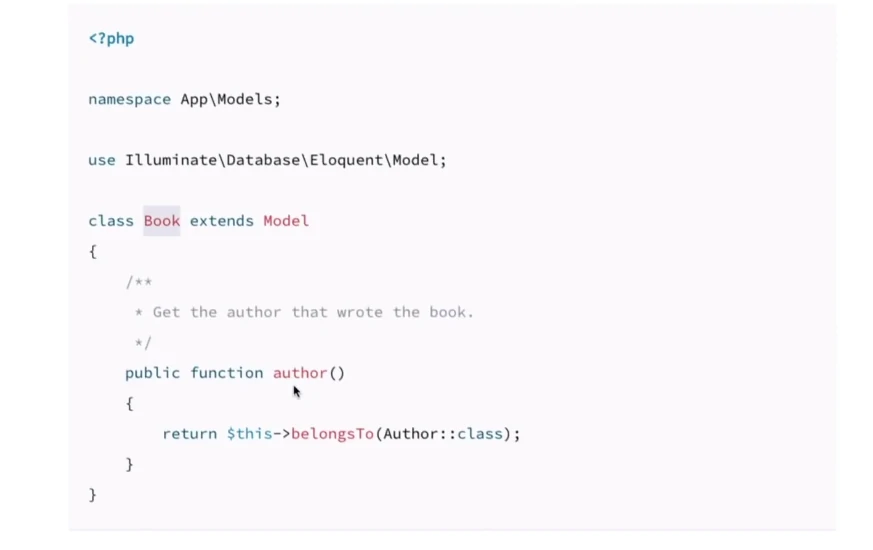 <?php
namespace App\Models;
use Illuminate\Database\Eloquent\Model;
class Book extends Model
{
/**
* Get the author that wrote the book.
*/
public function author()
{
return $this->belongsTo(Author::class);
}
}